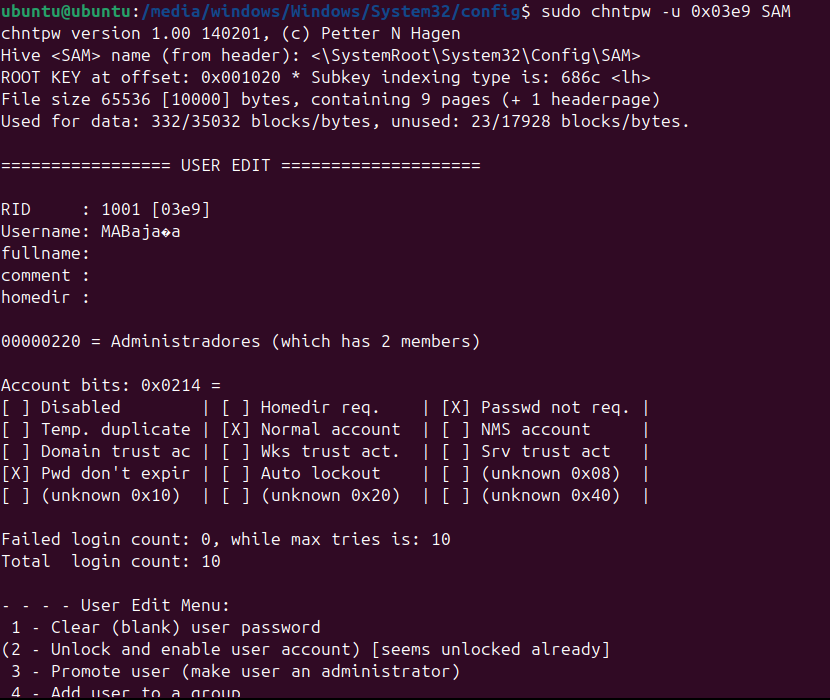 ubuntu@ubuntu:/media/windows/Windows/System32/config$ sudo chntpw -u 0x03e9 SAM
chntpw version 1.00 140201, (c) Petter N Hagen
Hive <SAM> name (from header): <\SystemRoot\System32\Config\SAM>
ROOT KEY at offset: 0x001020 * Subkey indexing type is: 686c <lh>
File size 65536 [10000] bytes, containing 9 pages (+ 1 headerpage)
Used for data: 332/35032 blocks/bytes, unused: 23/17928 blocks/bytes.
================= USER EDIT ====================
RID     : 1001 [03e9]
Username: MABaja�a
fullname:
comment :
homedir :
00000220 = Administradores (which has 2 members)
Account bits: 0x0214 =
[ ] Disabled        | [ ] Homedir req.    | [X] Passwd not req. |
[ ] Temp. duplicate | [X] Normal account  | [ ] NMS account     |
[ ] Domain trust ac | [ ] Wks trust act.  | [ ] Srv trust act   |
[X] Pwd don't expir | [ ] Auto lockout    | [ ] (unknown 0x08)  |
[ ] (unknown 0x10)  | [ ] (unknown 0x20)  | [ ] (unknown 0x40)  |
Failed login count: 0, while max tries is: 10
Total  login count: 10
- - - - User Edit Menu:
 1 - Clear (blank) user password
(2 - Unlock and enable user account) [seems unlocked already]
 3 - Promote user (make user an administrator)
 4 - Add user to a group